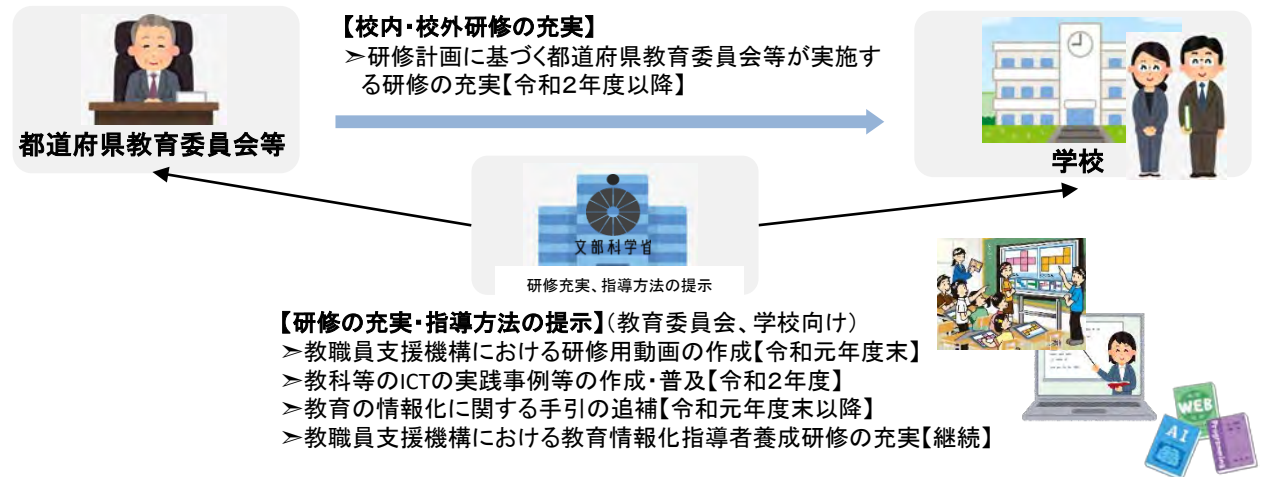 【校内・校外研修の充実】
➣研修計画に基づく都道府県教育委員会等が実施す
る研修の充実【令和２年度以降】
都道府県教育委員会等
学校
文部科学省
研修充実、指導方法の提示
【研修の充実・指導方法の提示】（教育委員会、学校向け）
➣教職員支援機構における研修用動画の作成【令和元年度末】
➣教科等のICTの実践事例等の作成・普及【令和２年度】
➣教育の情報化に関する手引の追補【令和元年度末以降】
➣教職員支援機構における教育情報化指導者養成研修の充実【継続】
WEB
AI
Programming